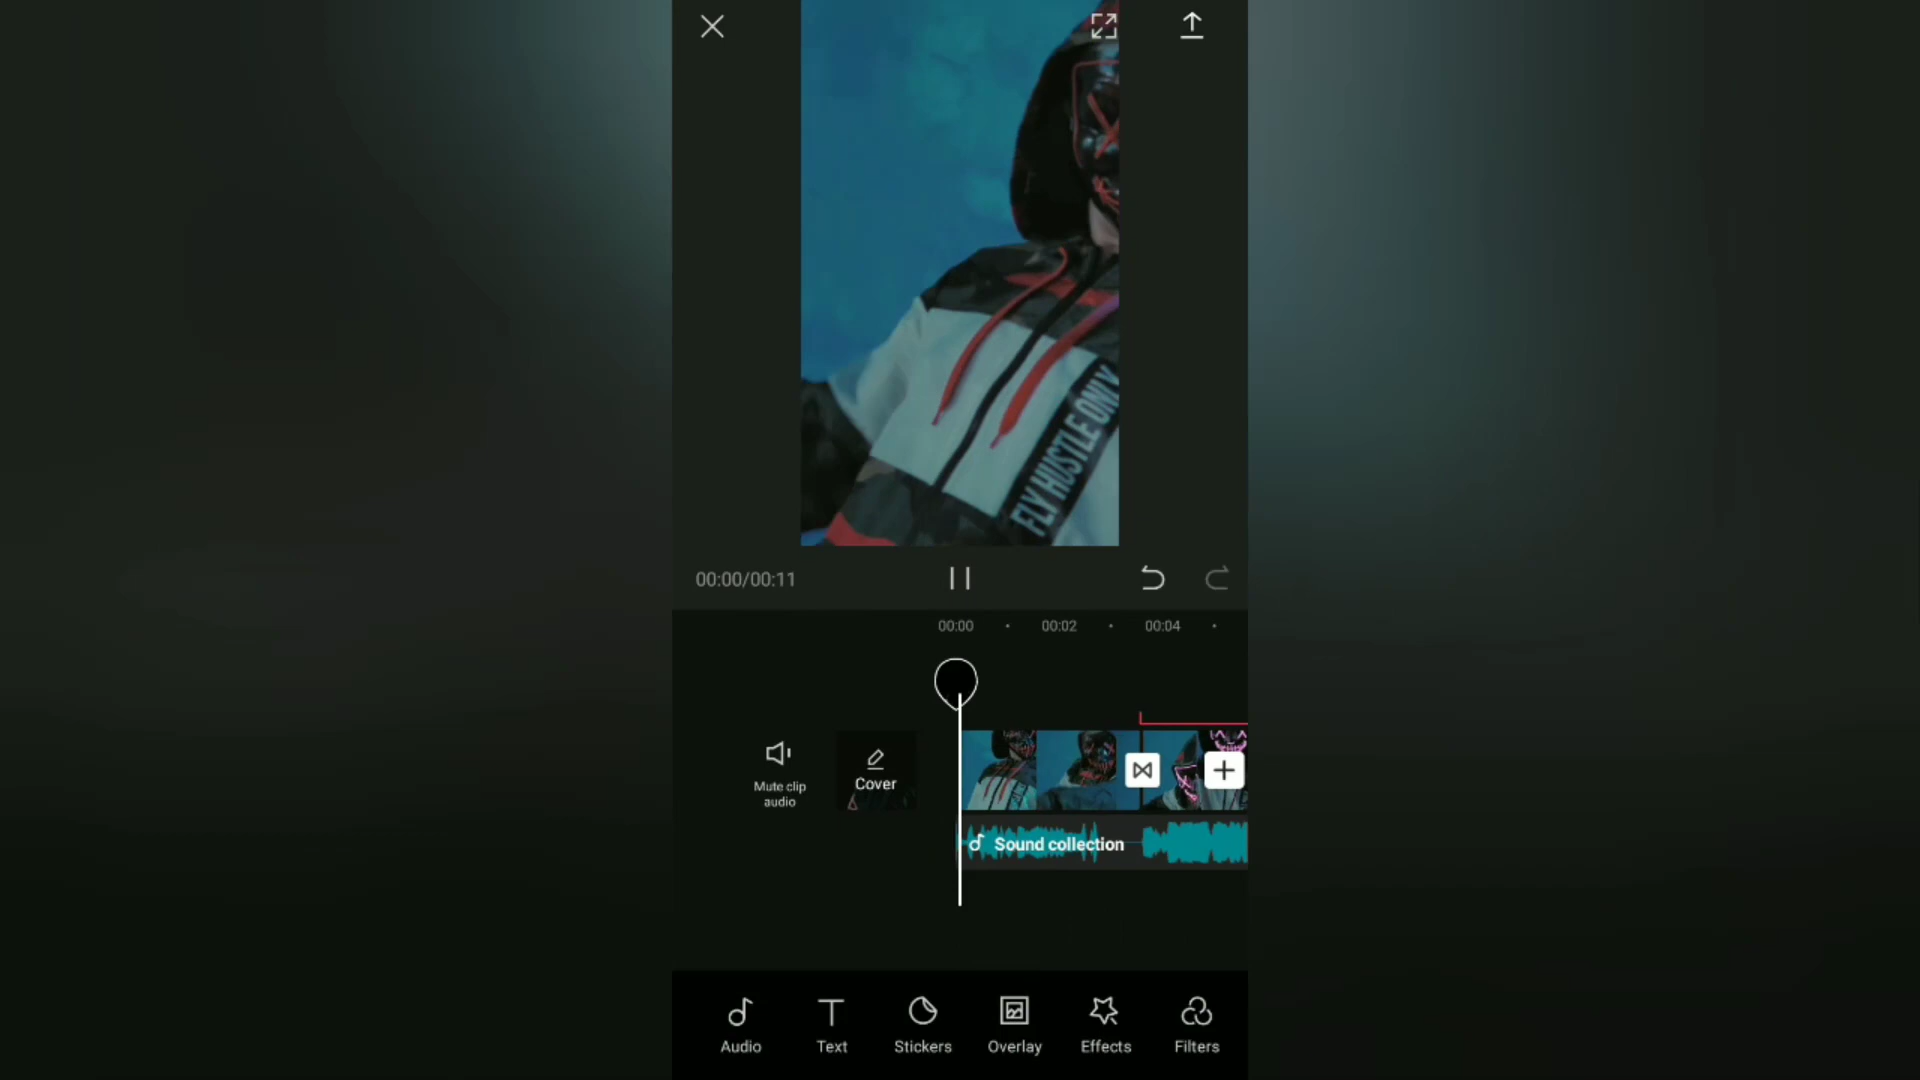 FLY HUSTLE ONLY
00:00/00:11
00:00 00:02 00:04
Mute clip
audio
Cover
Sound collection
Audio Text Stickers Overlay Effects Filters